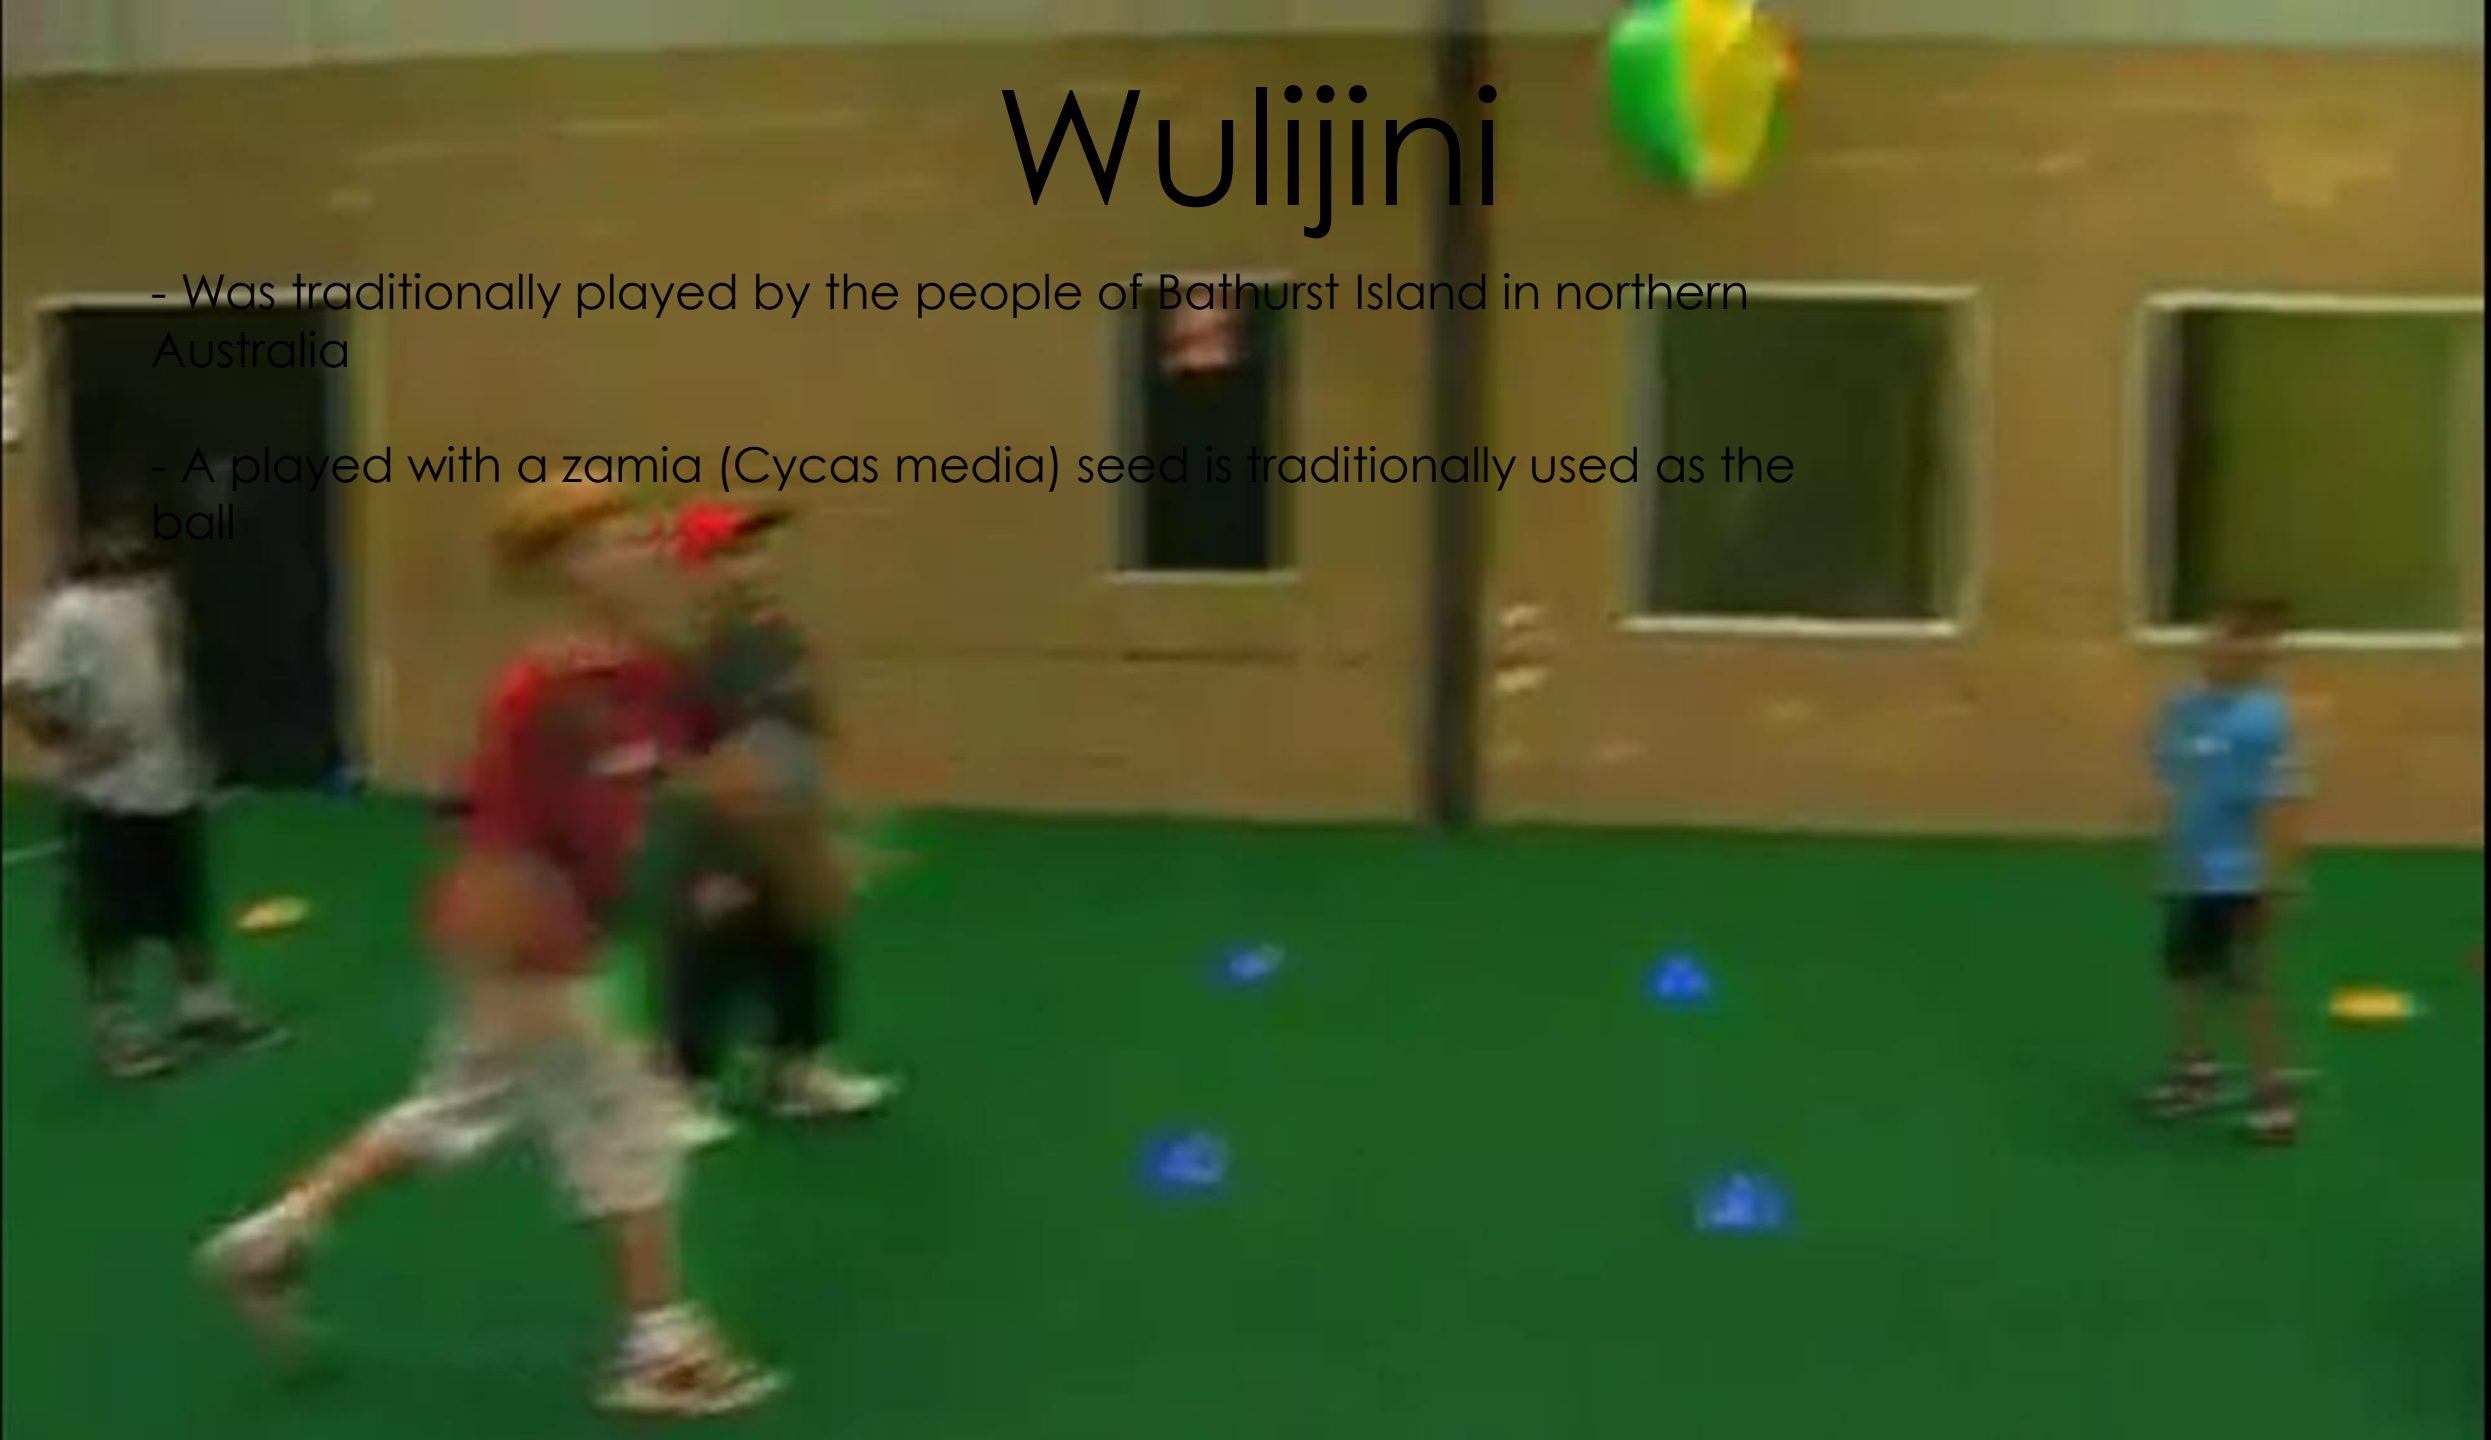 Wulijini
- Was traditionally played by the people of Bathurst Island in northern
Australia
- A played with a zamia (Cycas media) seed is traditionally used as the
ball